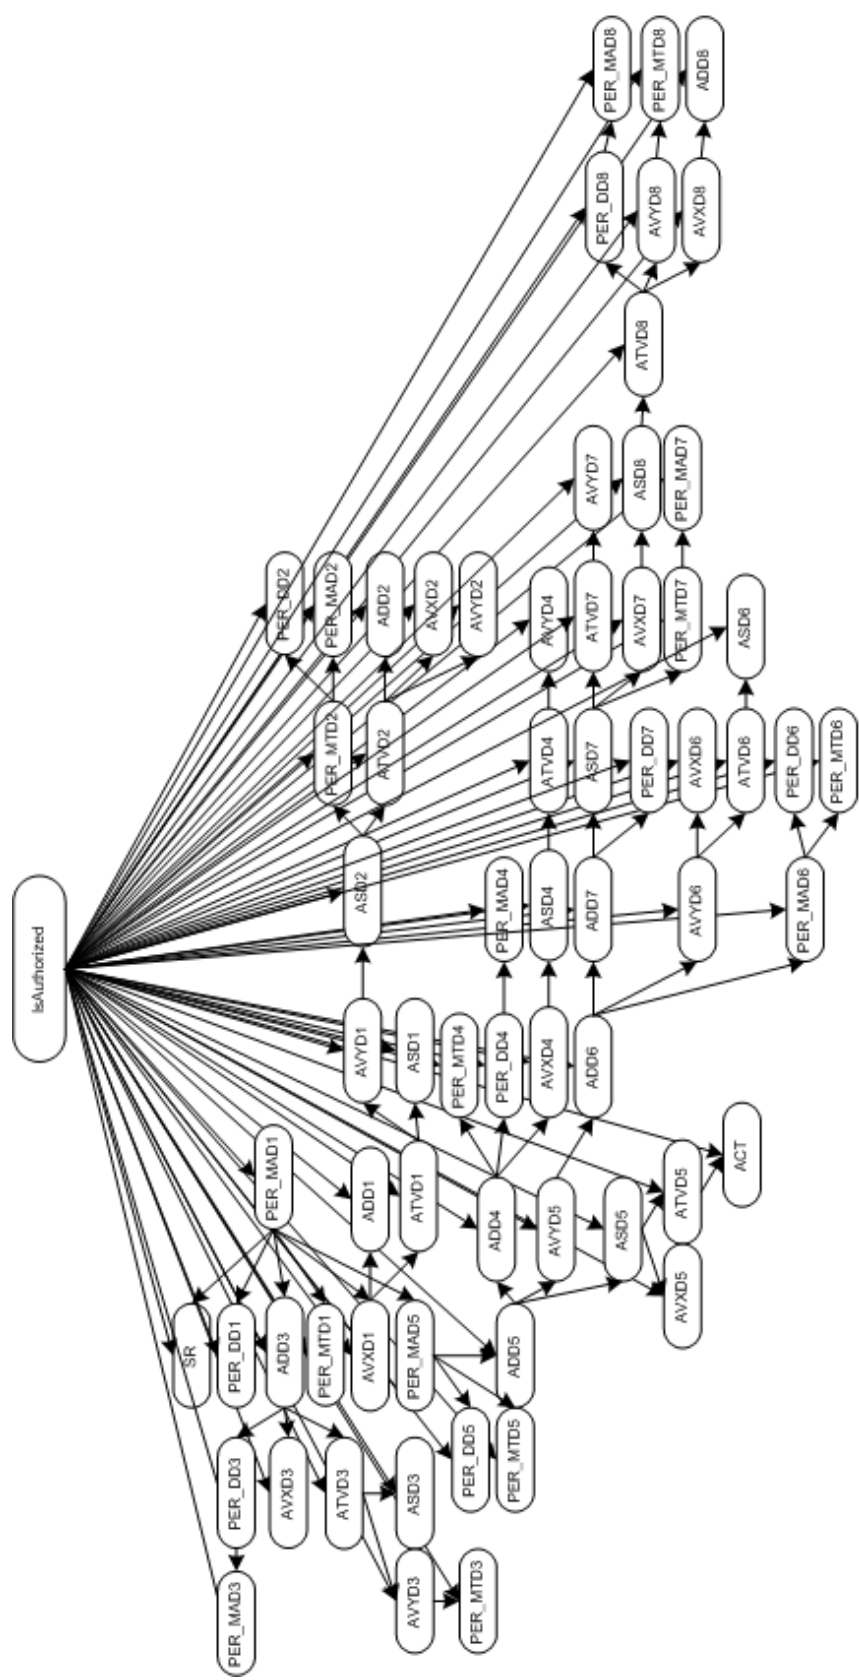 IsAuthorized
PER_MAD8
PER_MTD8
ADD8
PER_DD8
AVYD8
AVXD8
ATVD8
AVYD7
ASD8
PER_MAD7
PER_DD2
PER_MAD2
ADD2
AVXD2
AVYD2
AVYD4
ATVD7
AVXD7
PER_MTD7
ASD6
PER_MTD2
ATVD2
ATVD4
ASD7
PER_DD7
AVXD6
ATVD6
PER_DD6
PER_MTD6
ASD2
PER_MAD4
ASD4
ADD7
AVYD6
PER_MAD6
AVYD1
ASD1
PER_MTD4
PER_DD4
AVXD4
ADD6
PER_MAD1
ADD1
ATVD1
ADD4
AVYD5
ASD5
ATVD5
ACT
SR
PER_DD1
ADD3
PER_MTD1
AVXD1
PER_MAD5
ADD5
AVXD5
PER_DD3
AVXD3
ATVD3
ASD3
PER_DD5
PER_MTD5
PER_MAD3
AVYD3
PER_MTD3